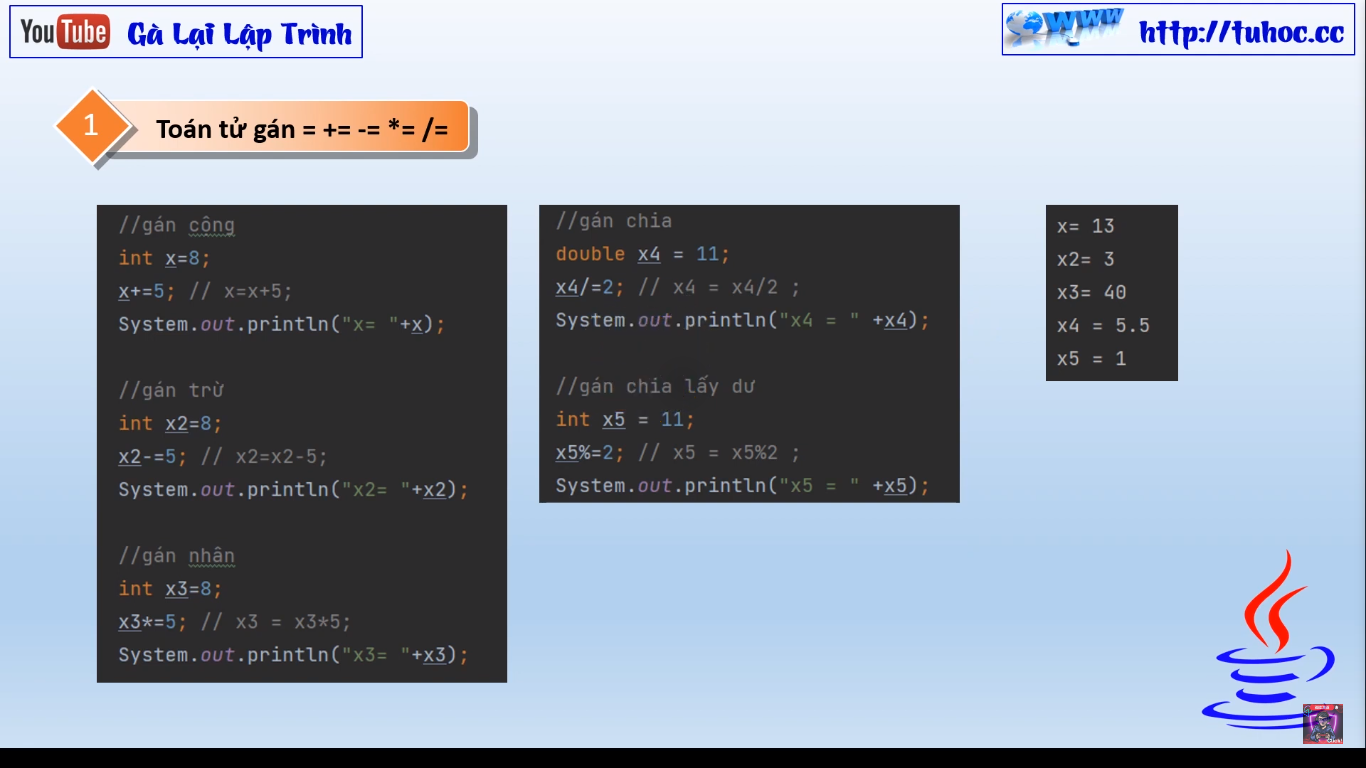 YouTube Gà Lại Lập Trình
WWW http://tuhoc.cc
1
Toán tử gán = += -= *= /=
//gán cộng
int x=8;
x+=5; // x=x+5;
System.out.println("x= "+x);
//gán trừ
int x2=8;
x2-=5; // x2=x2-5;
System.out.println("x2= "+x2);
//gán nhân
int x3=8;
x3*=5; // x3 = x3*5;
System.out.println("x3= "+x3);
//gán chia
double x4 = 11;
x4/=2; // x4 = x4/2 ;
System.out.println("x4 = " +x4);
//gán chia lấy dư
int x5 = 11;
x5%=2; // x5 = x5%2 ;
System.out.println("x5 = " +x5);
x= 13
x2= 3
x3= 40
x4 = 5.5
x5 = 1